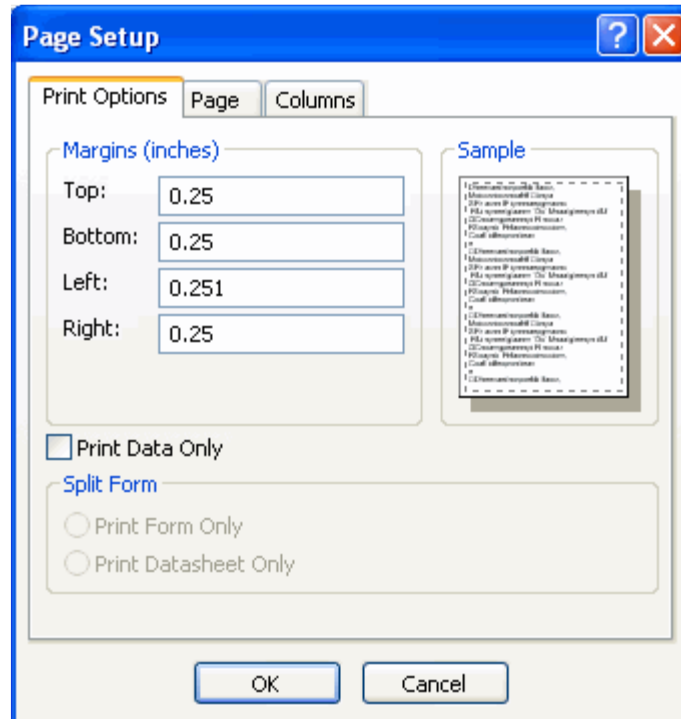 Page Setup
Print Options Page Columns
Margins (inches)
Top: 0.25
Bottom: 0.25
Left: 0.251
Right: 0.25
Sample
Print Data Only
Split Form
Print Form Only
Print Datasheet Only
OK Cancel